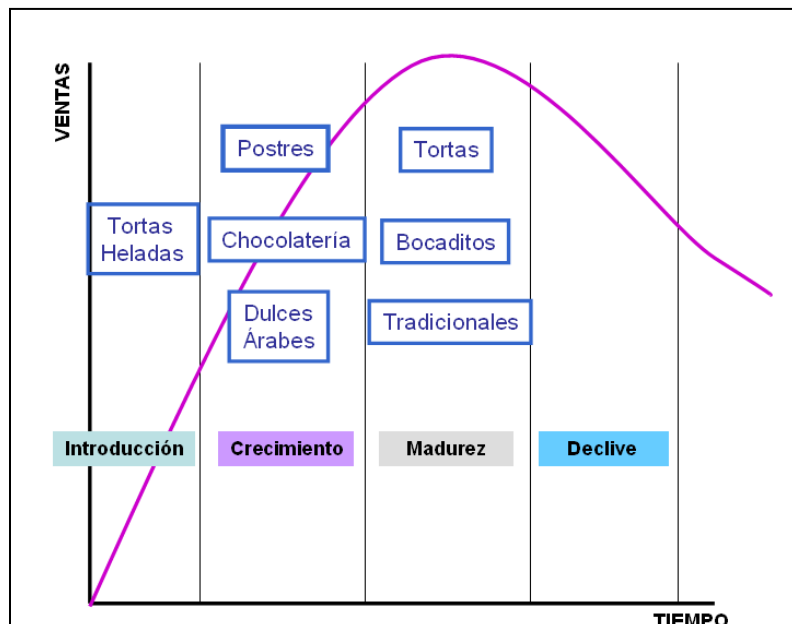 VENTAS
Postres
Tortas
Tortas
Heladas
Chocolatería
Bocaditos
Dulces
Árabes
Tradicionales
Introducción
Crecimiento
Madurez
Declive
TIEMPO